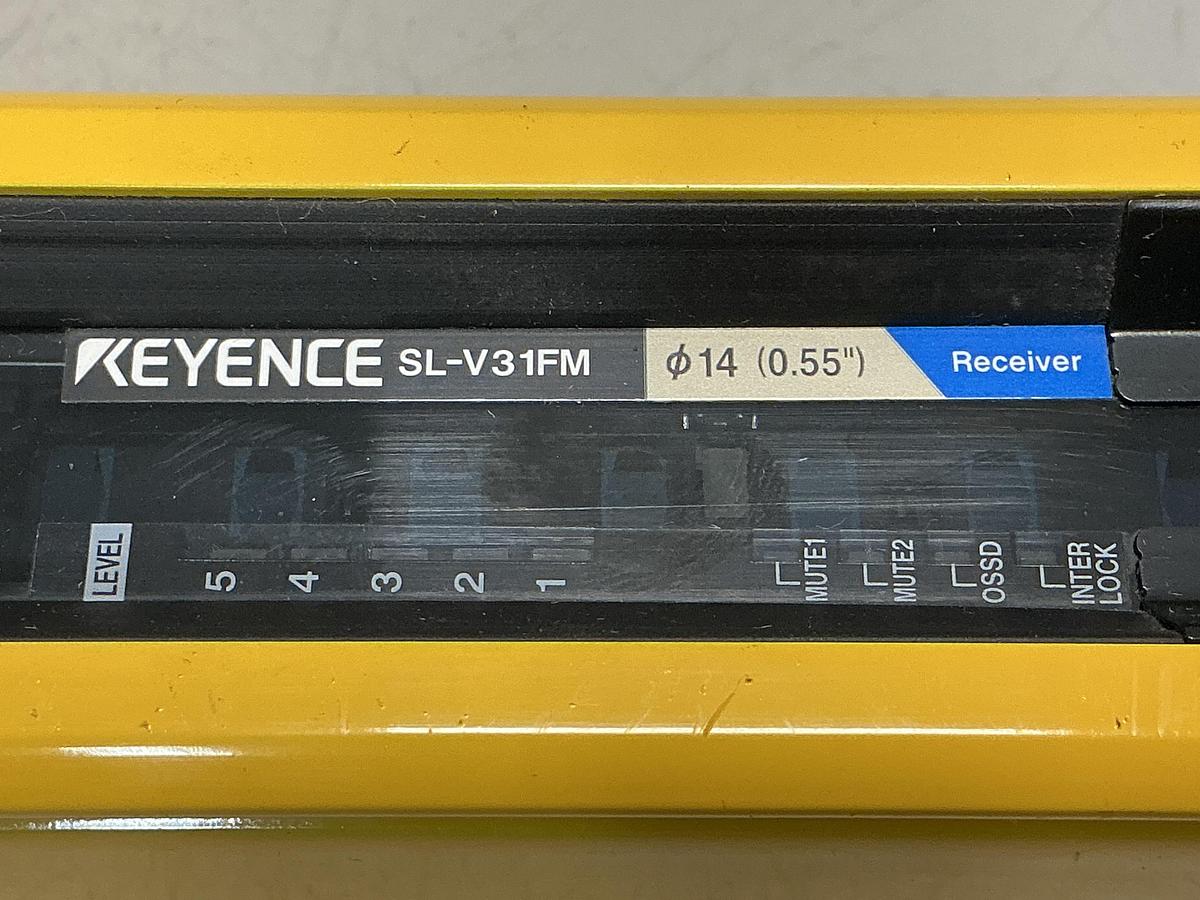 KEYENCE SL-V31FM ϕ14 (0.55") Receiver
LEVEL
5
4
3
2
1
MUTE1
MUTE2
OSSD
INTER
LOCK